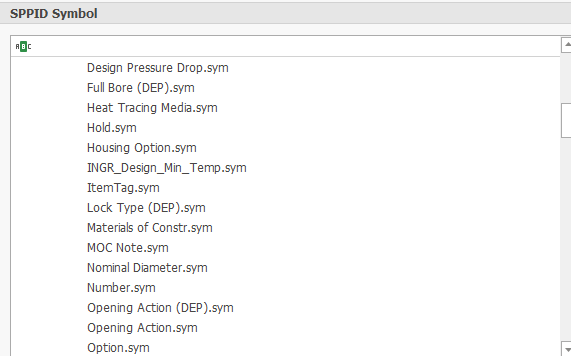 SPPID Symbol
ABC
Design Pressure Drop.sym
Full Bore (DEP).sym
Heat Tracing Media.sym
Hold.sym
Housing Option.sym
INGR_Design_Min_Temp.sym
ItemTag.sym
Lock Type (DEP).sym
Materials of Constr.sym
MOC Note.sym
Nominal Diameter.sym
Number.sym
Opening Action (DEP).sym
Opening Action.sym
Option.sym